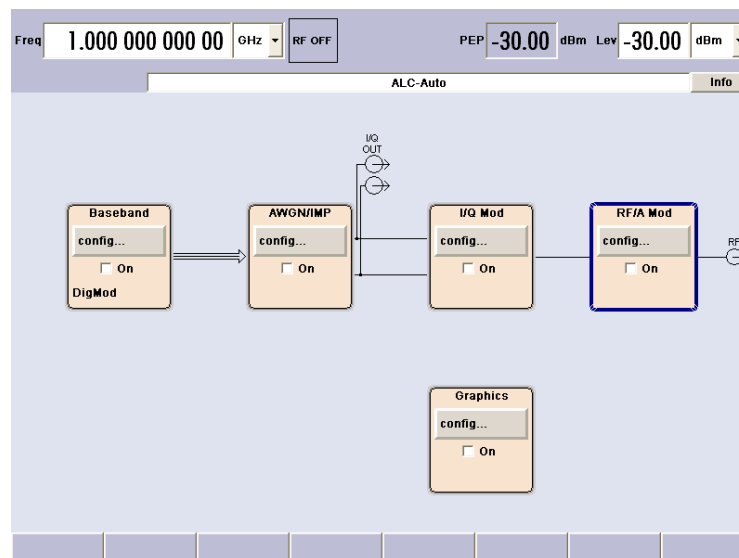 Freq 1.000 000 000 00 GHz RF OFF PEP -30.00 dBm Lev -30.00 dBm
ALC-Auto Info
I/Q
OUT
Baseband AWGN/IMP I/Q Mod RF/A Mod
config... config... config... config...
RF
On On On On
DigMod
Graphics
config...
On